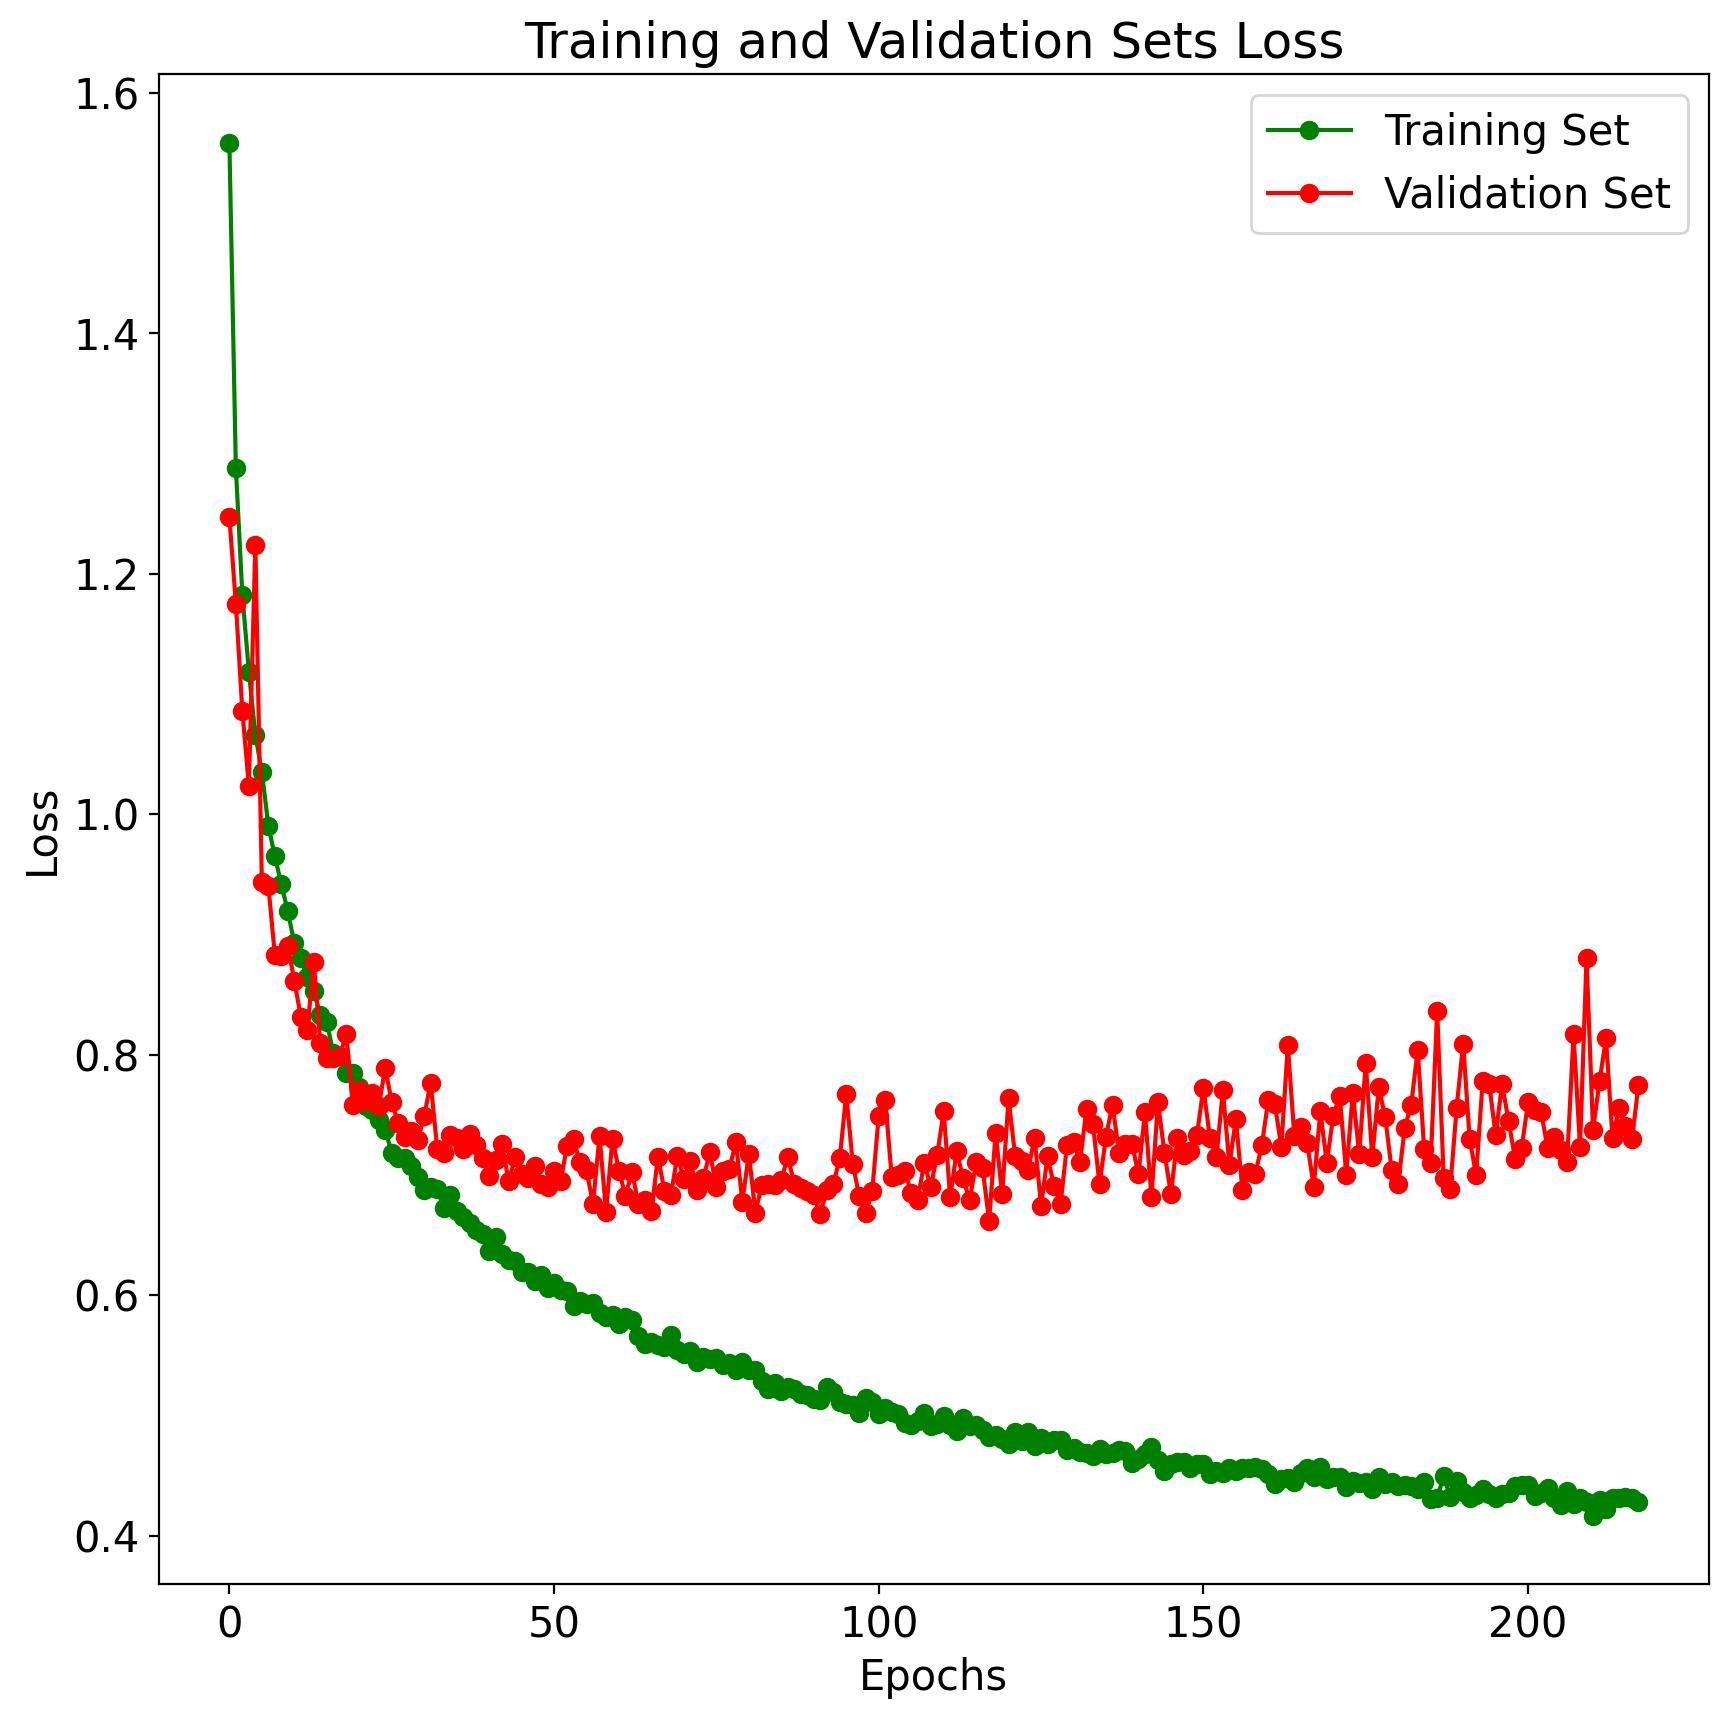 Training and Validation Sets Loss
1.6
1.4
1.2
1.0
0.8
0.6
0.4
Loss
Training Set
Validation Set
0 50 100 150 200
Epochs